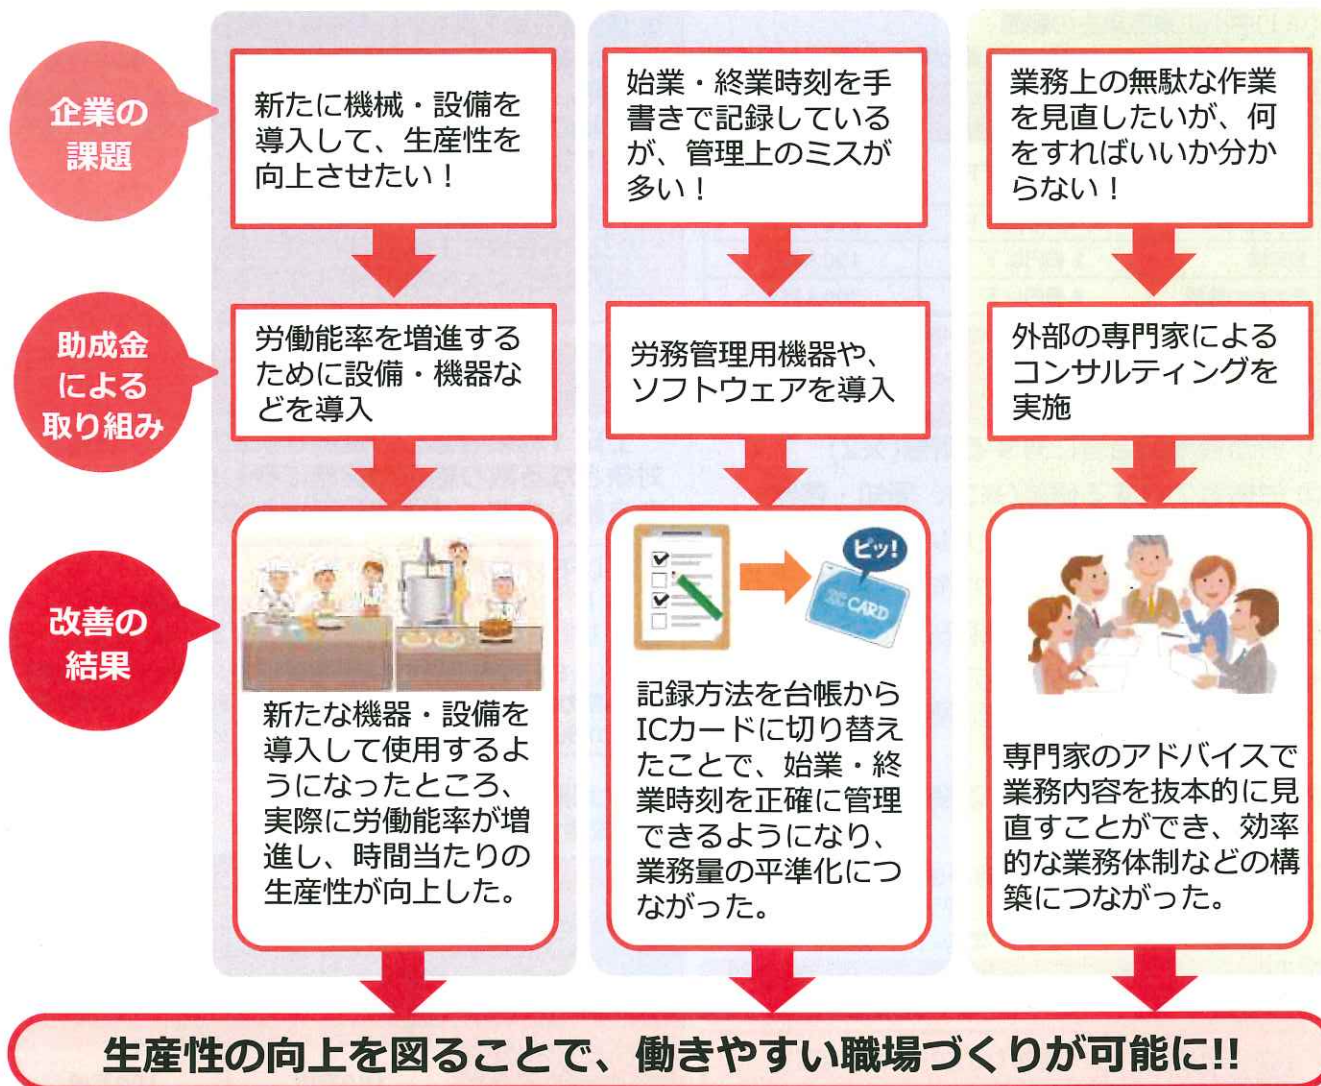 企業の
課題
新たに機械・設備を
導入して、生産性を
向上させたい！
始業・終業時刻を手
書きで記録している
が、管理上のミスが
多い！
業務上の無駄な作業
を見直したいが、何
をすればいいか分か
らない！
助成金
による
取り組み
労働能率を増進する
ために設備・機器な
どを導入
労務管理用機器や、
ソフトウェアを導入
外部の専門家による
コンサルティングを
実施
改善の
結果
新たな機器・設備を
導入して使用するよ
うになったところ、
実際に労働能率が増
進し、時間当たりの
生産性が向上した。
ピッ！
IC CARD
記録方法を台帳から
ICカードに切り替え
たことで、始業・終
業時刻を正確に管理
できるようになり、
業務量の平準化につ
ながった。
専門家のアドバイスで
業務内容を抜本的に見
直すことができ、効率
的な業務体制などの構
築につながった。
生産性の向上を図ることで、働きやすい職場づくりが可能に!!